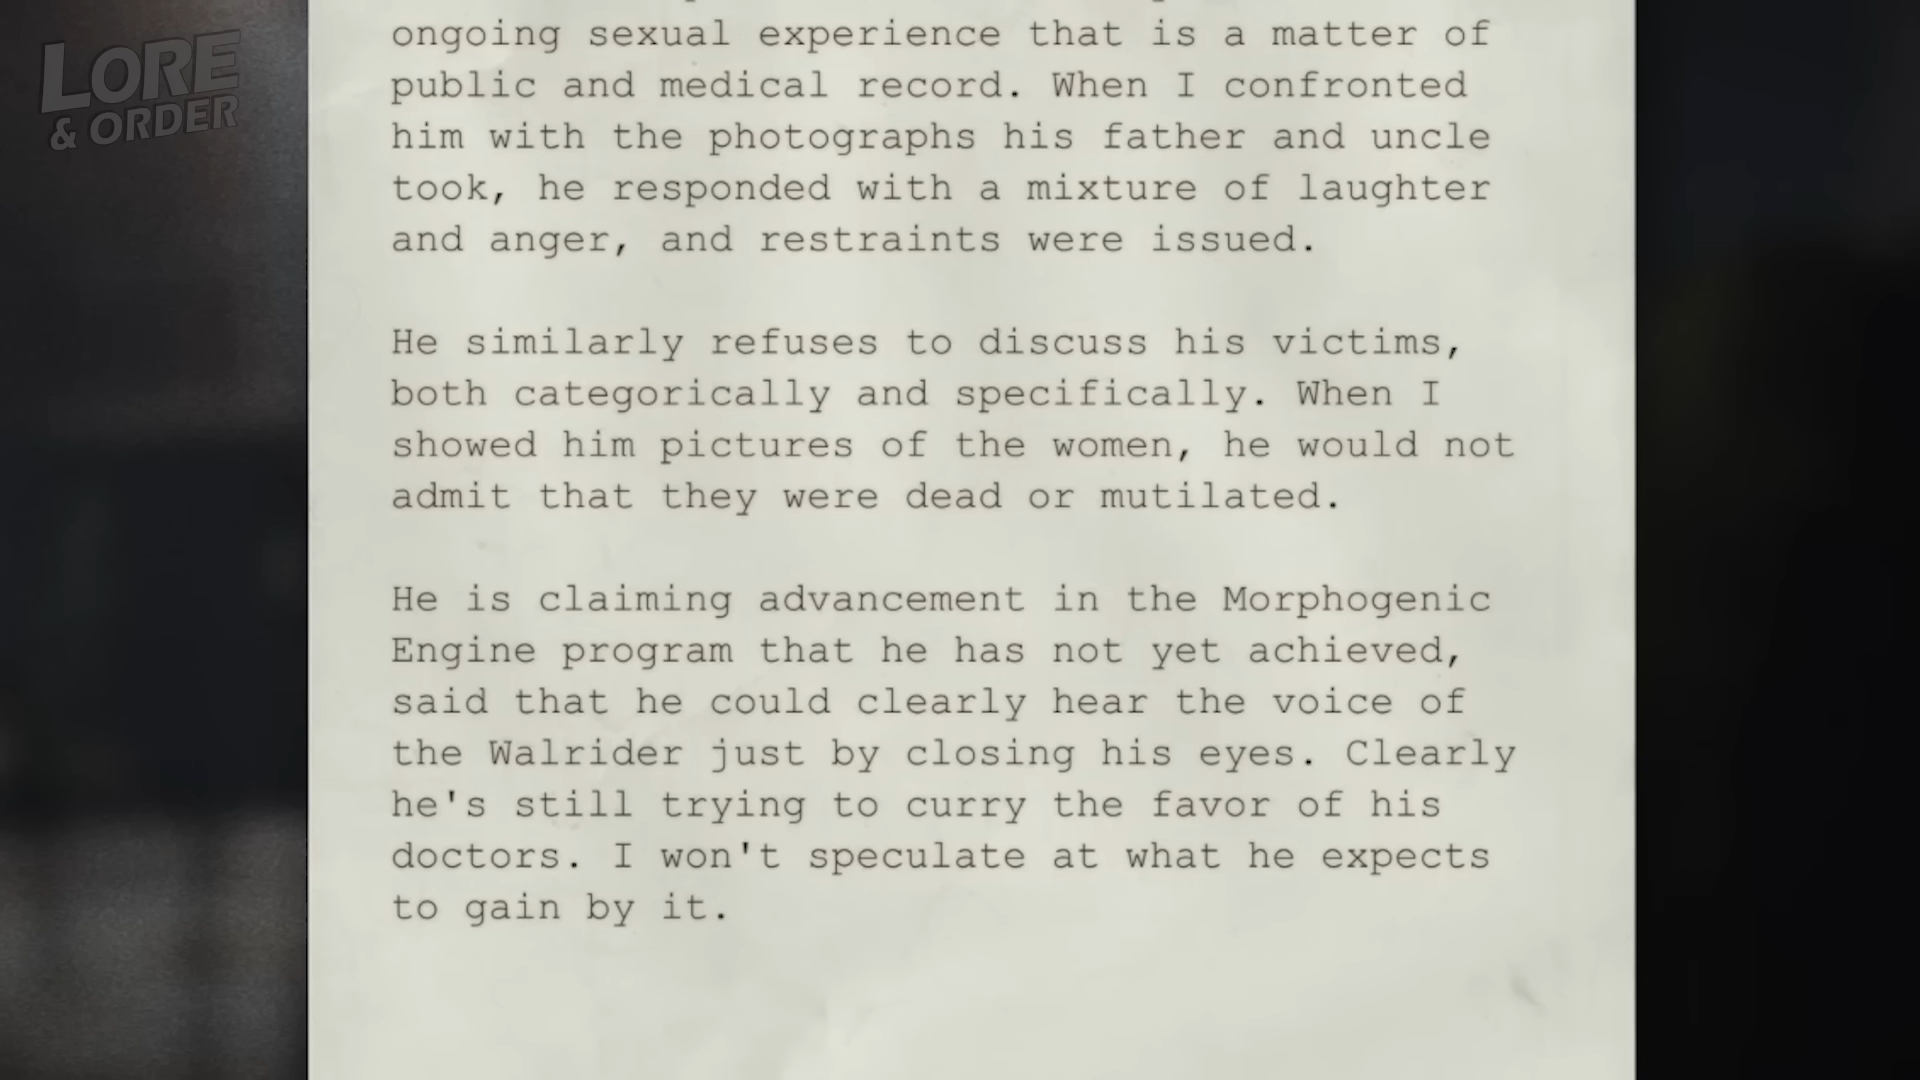 LORE
& ORDER
ongoing sexual experience that is a matter of
public and medical record. When I confronted
him with the photographs his father and uncle
took, he responded with a mixture of laughter
and anger, and restraints were issued.
He similarly refuses to discuss his victims,
both categorically and specifically. When I
showed him pictures of the women, he would not
admit that they were dead or mutilated.
He is claiming advancement in the Morphogenic
Engine program that he has not yet achieved,
said that he could clearly hear the voice of
the Walrider just by closing his eyes. Clearly
he's still trying to curry the favor of his
doctors. I won't speculate at what he expects
to gain by it.